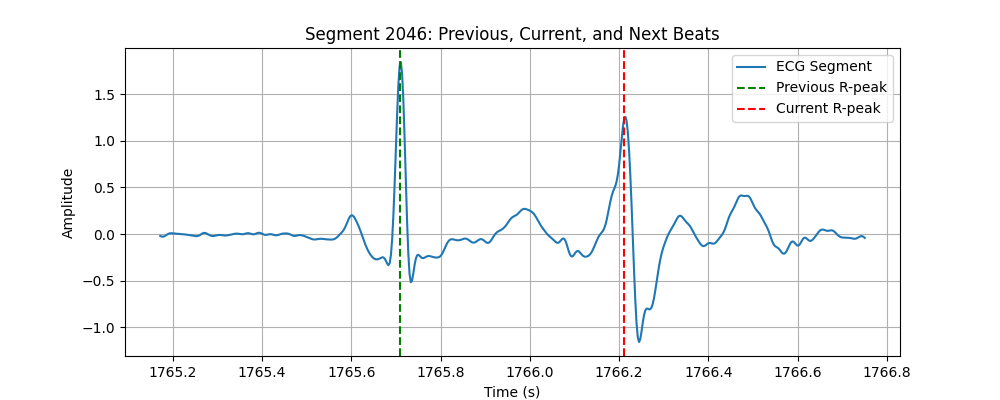 Segment 2046: Previous, Current, and Next Beats
ECG Segment
Previous R-peak
Current R-peak
Amplitude
1.5
1.0
0.5
0.0
−0.5
−1.0
1765.2 1765.4 1765.6 1765.8 1766.0 1766.2 1766.4 1766.6 1766.8
Time (s)